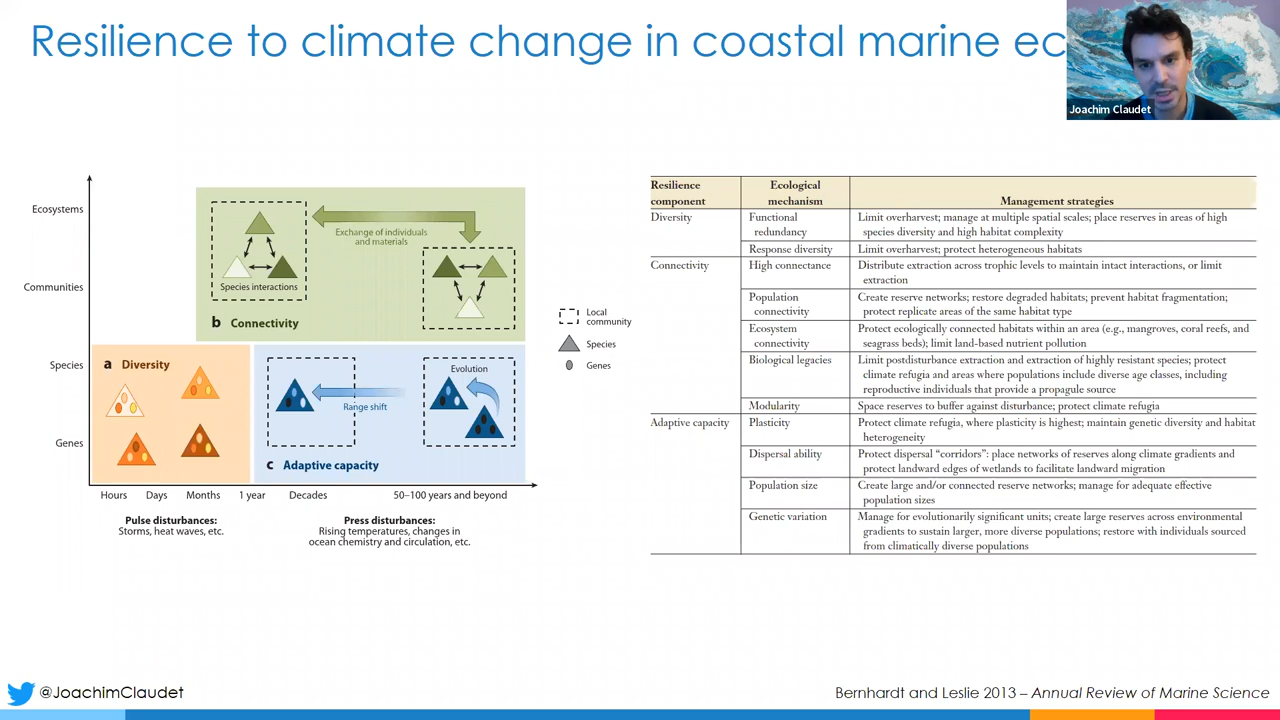 Resilience to climate change in coastal marine ec
Joachim Claudet
Ecosystems
Communities
Species
Genes
Exchange of individuals
and materials
Species interactions
b Connectivity
a Diversity
Range shift
Evolution
c Adaptive capacity
Local
community
Species
Genes
Hours Days Months 1 year Decades 50–100 years and beyond
Pulse disturbances:
Storms, heat waves, etc.
Press disturbances:
Rising temperatures, changes in
ocean chemistry and circulation, etc.
Resilience
component
Ecological
mechanism
Management strategies
Diversity
Functional
redundancy
Limit overharvest; manage at multiple spatial scales; place reserves in areas of high
species diversity and high habitat complexity
Response diversity
Limit overharvest; protect heterogeneous habitats
Connectivity
High connectance
Distribute extraction across trophic levels to maintain intact interactions, or limit
extraction
Population
connectivity
Create reserve networks; restore degraded habitats; prevent habitat fragmentation;
protect replicate areas of the same habitat type
Ecosystem
connectivity
Protect ecologically connected habitats within an area (e.g., mangroves, coral reefs, and
seagrass beds); limit land-based nutrient pollution
Biological legacies
Limit postdisturbance extraction and extraction of highly resistant species; protect
climate refugia and areas where populations include diverse age classes, including
reproductive individuals that provide a propagule source
Modularity
Space reserves to buffer against disturbance; protect climate refugia
Adaptive capacity
Plasticity
Protect climate refugia, where plasticity is highest; maintain genetic diversity and habitat
heterogeneity
Dispersal ability
Protect dispersal “corridors”: place networks of reserves along climate gradients and
protect landward edges of wetlands to facilitate landward migration
Population size
Create large and/or connected reserve networks; manage for adequate effective
population sizes
Genetic variation
Manage for evolutionarily significant units; create large reserves across environmental
gradients to sustain larger, more diverse populations; restore with individuals sourced
from climatically diverse populations
@JoachimClaudet
Bernhardt and Leslie 2013 – Annual Review of Marine Science